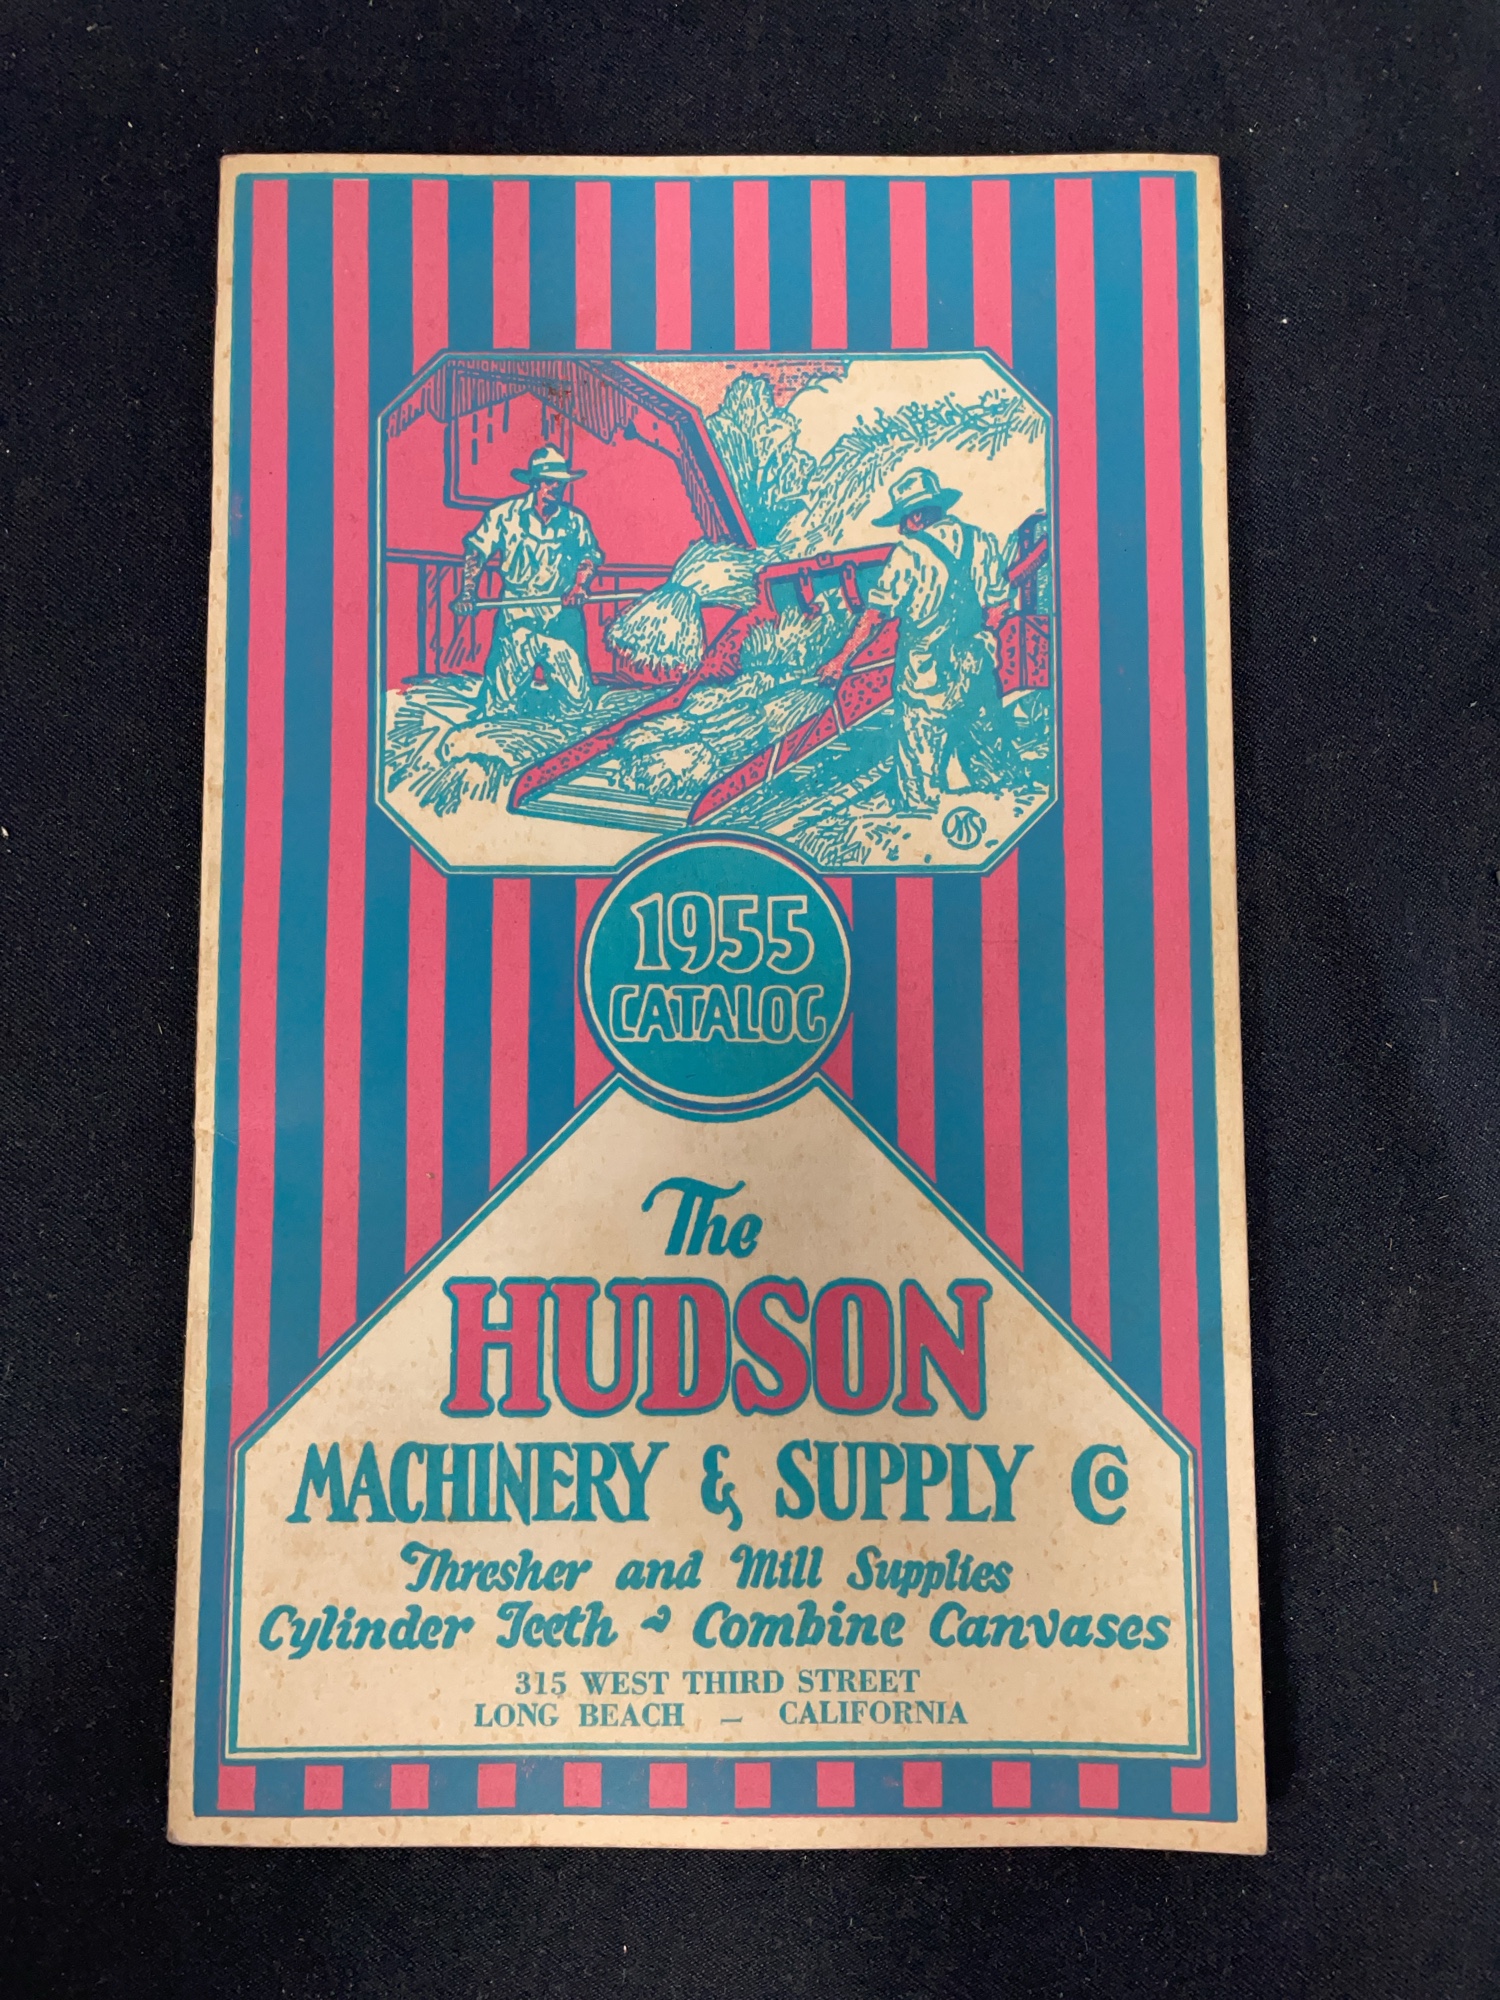 1955
CATALOG
The
HUDSON
MACHINERY & SUPPLY Co
Thresher and Mill Supplies
Cylinder Teeth & Combine Canvases
315 WEST THIRD STREET
LONG BEACH - CALIFORNIA